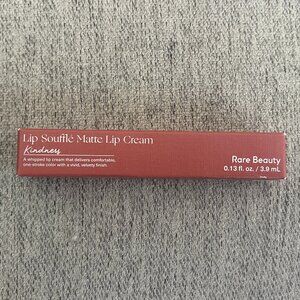 Lip Soufflé Matte Lip Cream
Kindness
A whipped lip cream that delivers comfortable,
one-stroke color with a vivid, velvety finish.
Rare Beauty
0.13 fl. oz. / 3.9 mL